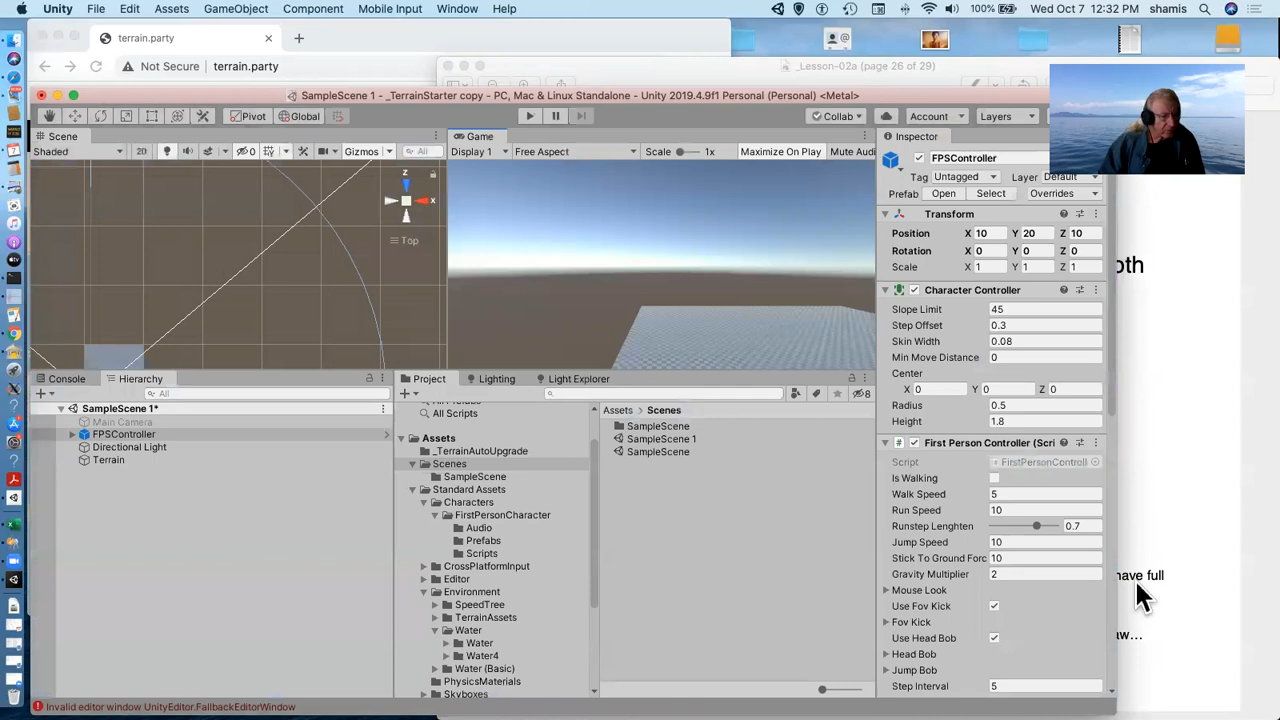 Unity File Edit Assets GameObject Component Mobile Input Window Help 100% Wed Oct 7 12:32 PM shamis
terrain.party
Not Secure terrain.party
_Lesson-02a (page 26 of 29)
SampleScene 1 - _TerrainStarter copy - PC, Mac & Linux Standalone - Unity 2019.4.9f1 Personal (Personal) <Metal>
Pivot Global Collab Account Layers
Scene Game Inspector
Shaded 2D 0 Gizmos All Display 1 Free Aspect Scale 1x Maximize On Play Mute Audi
FPSController
Tag Untagged Layer Default
Prefab Open Select Overrides
z
x
Top
Transform
Position X 10 Y 20 Z 10
Rotation X 0 Y 0 Z 0
Scale X 1 Y 1 Z 1
oth
Character Controller
Slope Limit 45
Step Offset 0.3
Skin Width 0.08
Min Move Distance 0
Center
X 0 Y 0 Z 0
Radius 0.5
Height 1.8
Console Hierarchy
All
SampleScene 1*
Main Camera
FPSController
Directional Light
Terrain
Project Lighting Light Explorer
8
All Scripts
Assets
_TerrainAutoUpgrade
Scenes
SampleScene
Standard Assets
Characters
FirstPersonCharacter
Audio
Prefabs
Scripts
CrossPlatformInput
Editor
Environment
SpeedTree
TerrainAssets
Water
Water
Water4
Water (Basic)
PhysicsMaterials
Skyboxes
Assets Scenes
SampleScene
SampleScene 1
SampleScene
First Person Controller (Scri
Script FirstPersonControll
Is Walking
Walk Speed 5
Run Speed 10
Runstep Lenghten 0.7
Jump Speed 10
Stick To Ground Forc 10
Gravity Multiplier 2
Mouse Look
Use Fov Kick
Fov Kick
Use Head Bob
Head Bob
Jump Bob
Step Interval 5
have full
aw...
Invalid editor window UnityEditor.FallbackEditorWindow